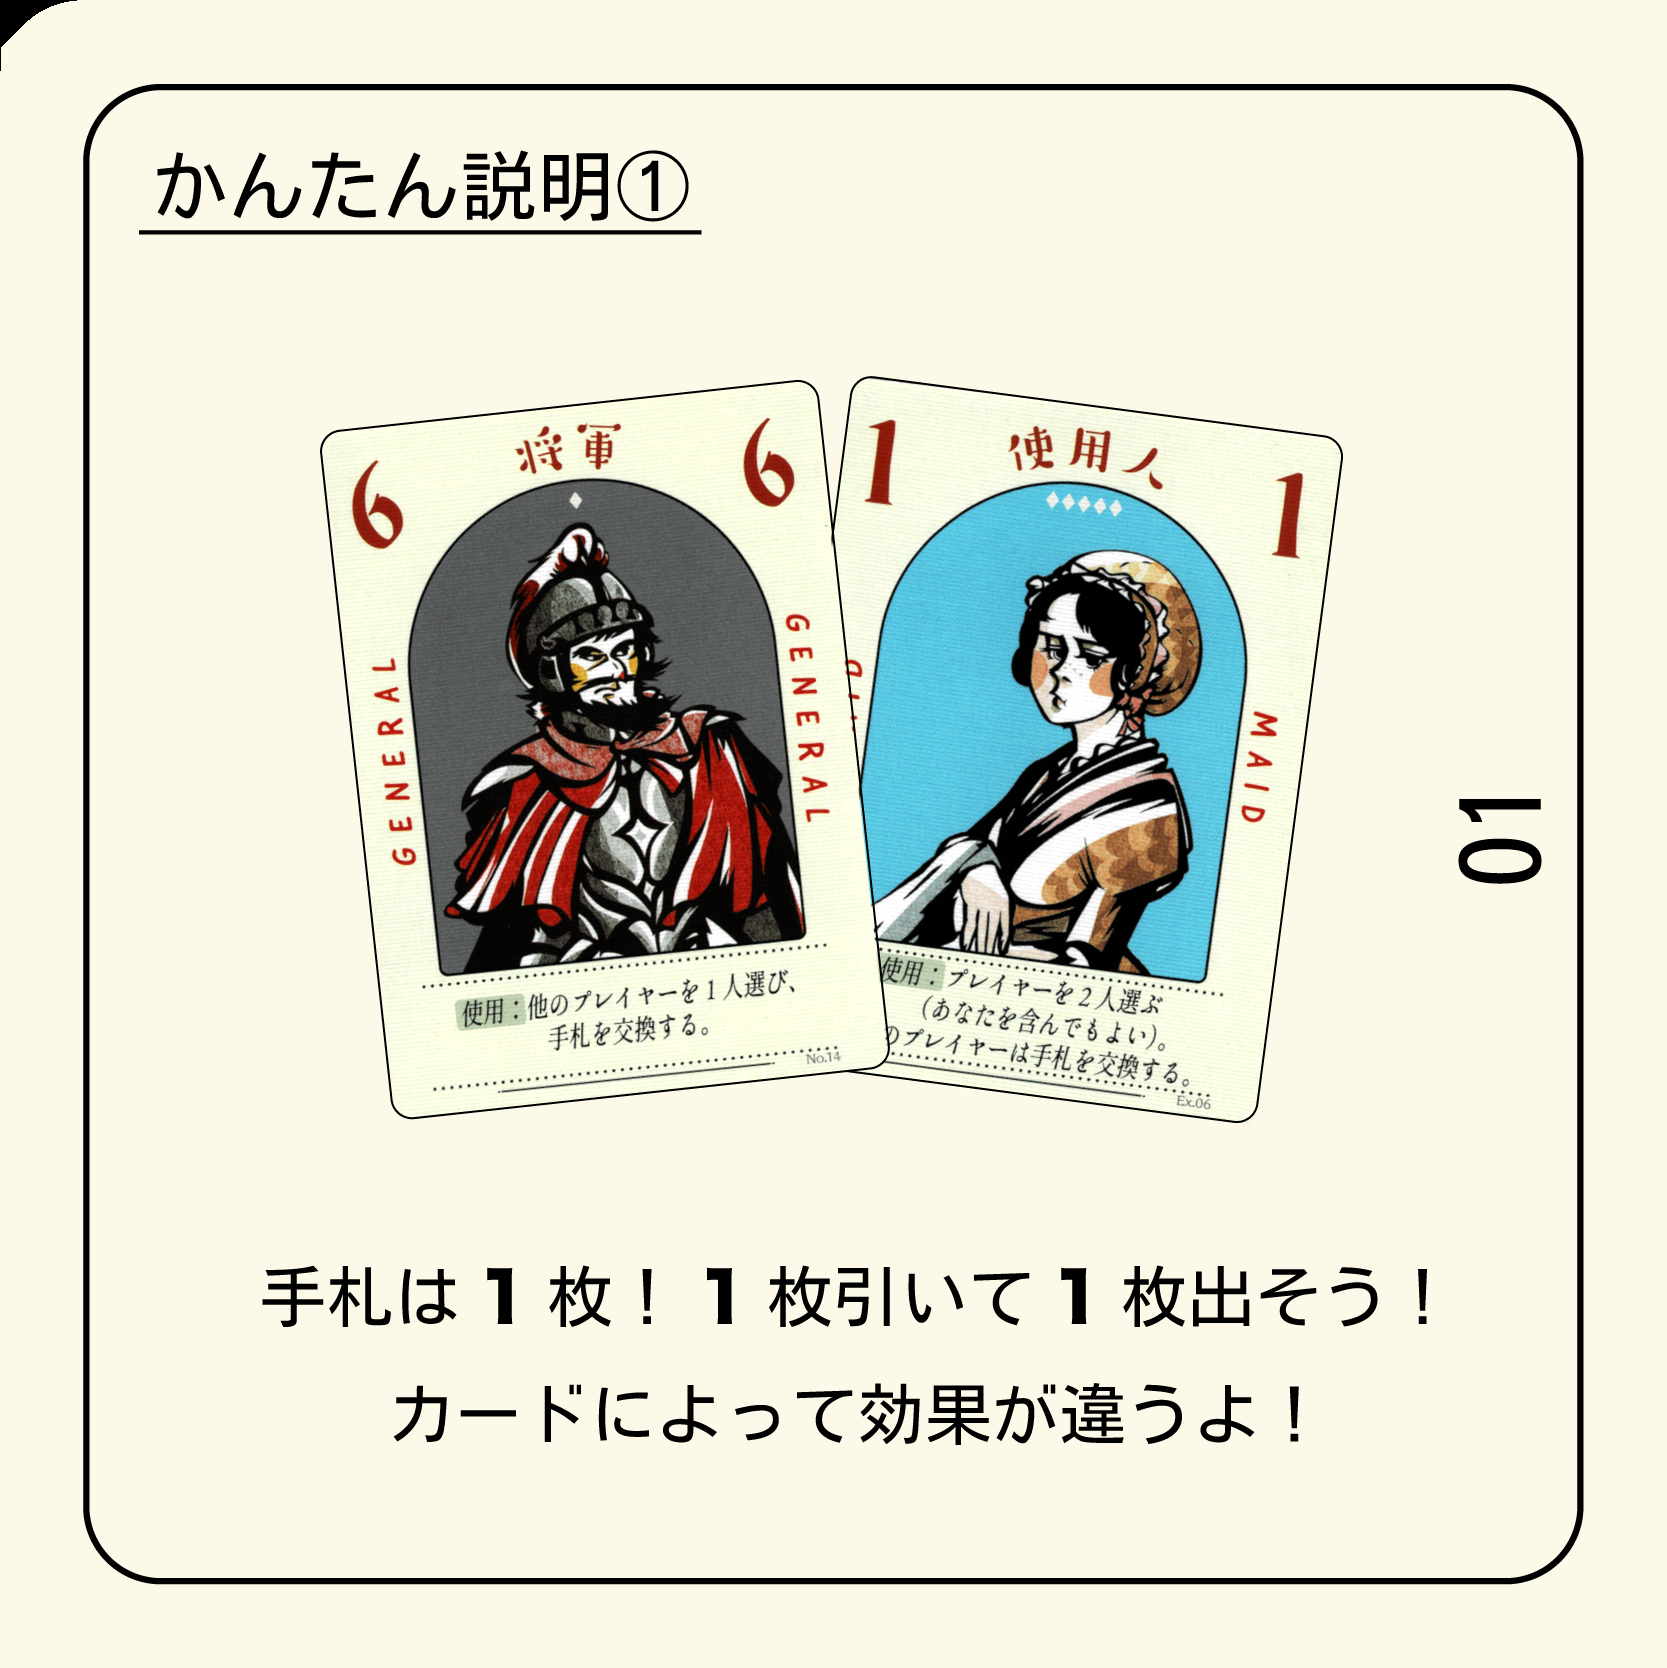 かんたん説明①
6
将軍
6
GENERAL
GENERAL
使用：他のプレイヤーを1人選び、
手札を交換する。
No.14
1
使用人
1
MAID
使用：プレイヤーを2人選ぶ
（あなたを含んでもよい）。
のプレイヤーは手札を交換する。
Ex.06
01
手札は 1 枚！ 1 枚引いて 1 枚出そう！
カードによって効果が違うよ！